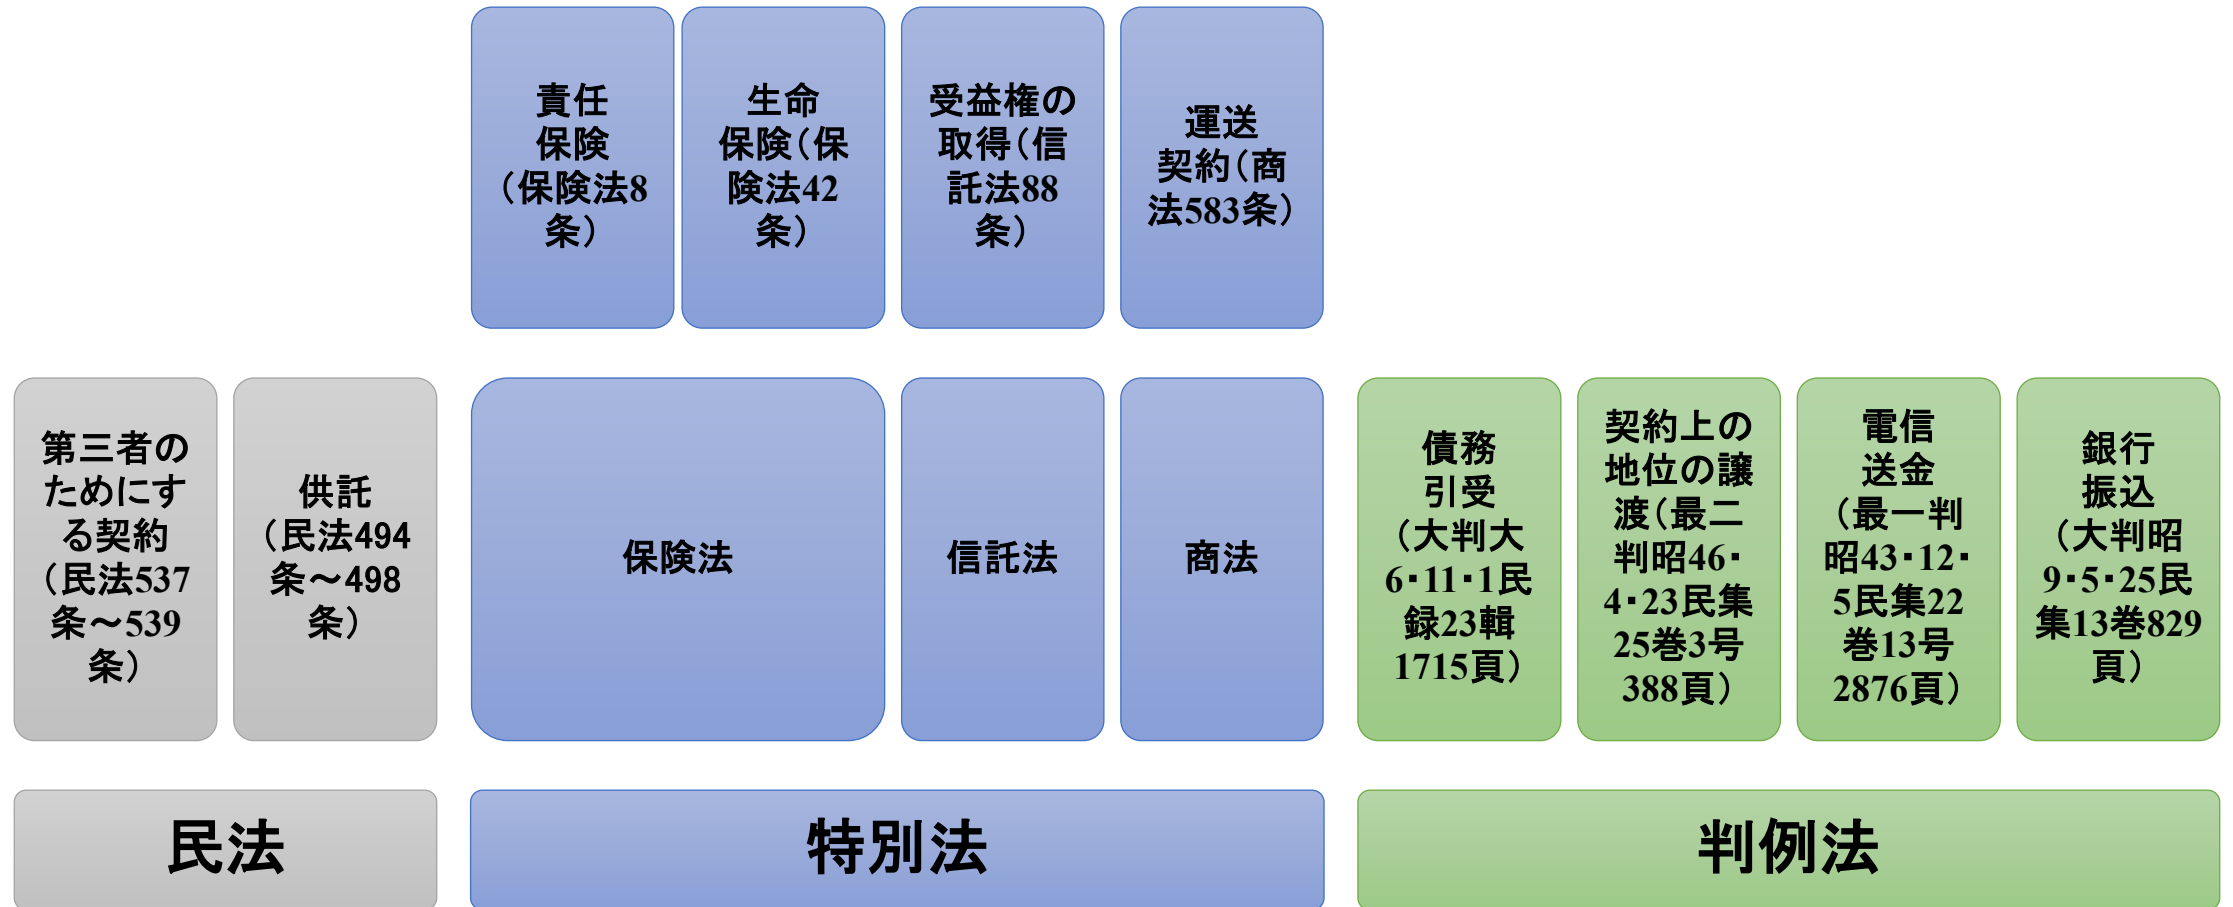 責任
保険
（保険法8
条）
生命
保険（保
険法42
条）
受益権の
取得（信
託法88
条）
運送
契約（商
法583条）
第三者の
ためにす
る契約
（民法537
条～539
条）
供託
（民法494
条～498
条）
保険法
信託法
商法
債務
引受
（大判大
6・11・1民
録23輯
1715頁）
契約上の
地位の譲
渡（最二
判昭46・
4・23民集
25巻3号
388頁）
電信
送金
（最一判
昭43・12・
5民集22
巻13号
2876頁）
銀行
振込
（大判昭
9・5・25民
集13巻829
頁）
民法
特別法
判例法